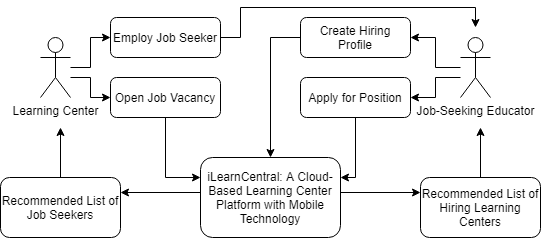 Employ Job Seeker
Create Hiring
Profile
Learning Center
Open Job Vacancy
Apply for Position
Job-Seeking Educator
Recommended List of
Job Seekers
iLearnCentral: A Cloud-
Based Learning Center
Platform with Mobile
Technology
Recommended List of
Hiring Learning
Centers